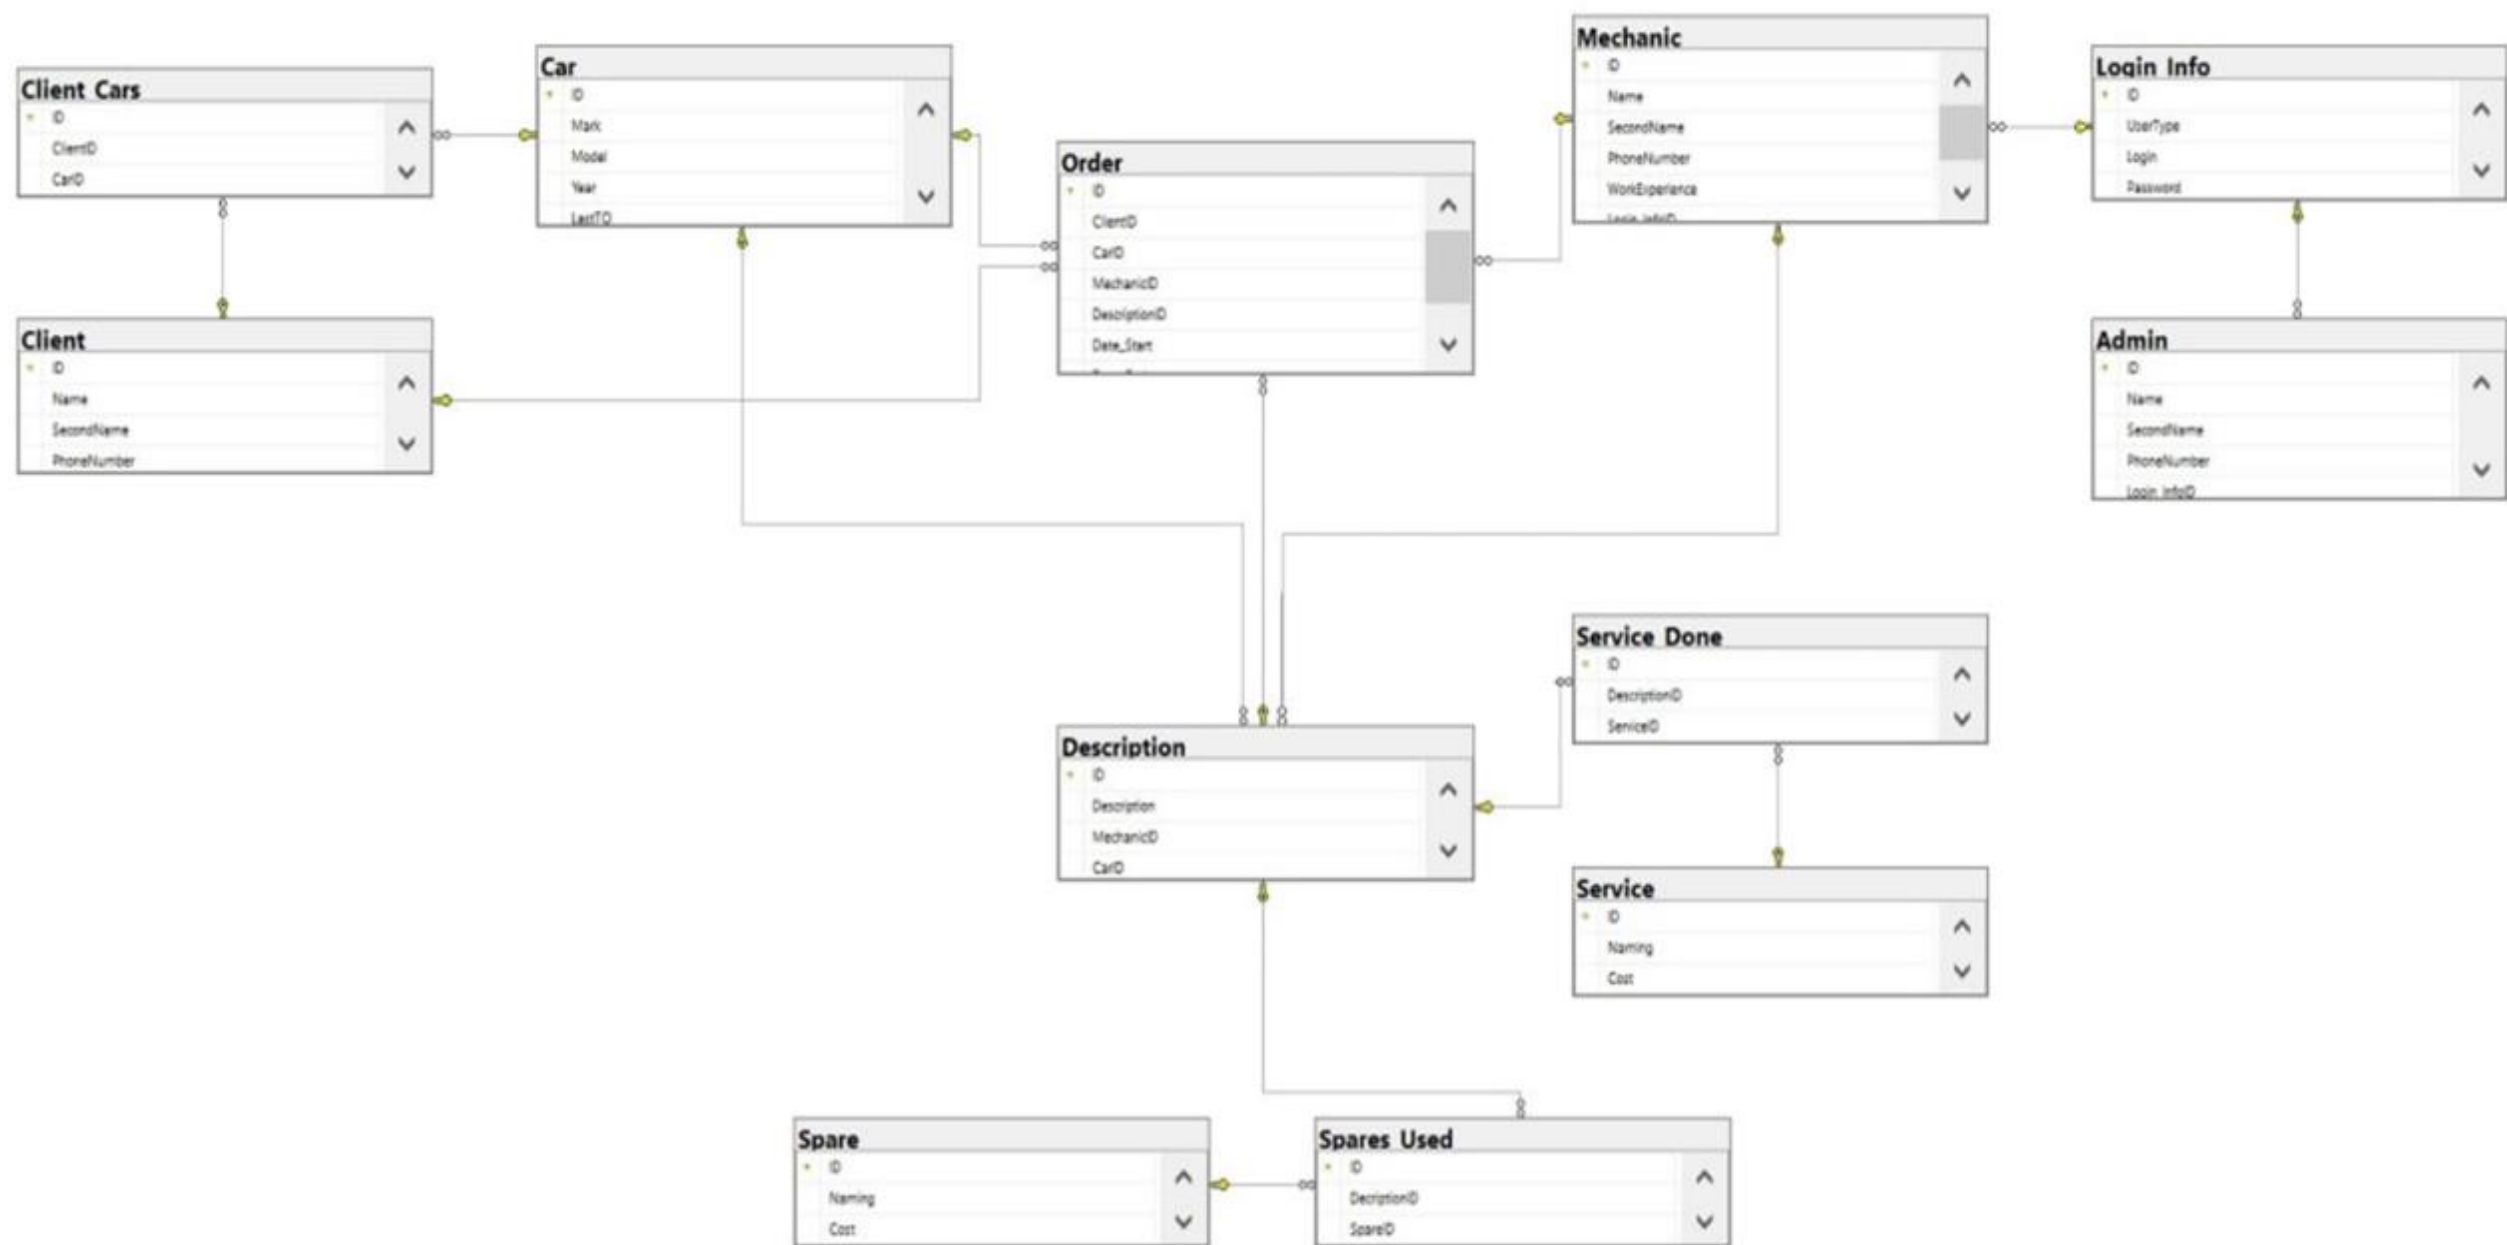 Client Cars
ID
ClientID
CarID
Car
ID
Mark
Model
Year
LastTO
Order
ID
ClientID
CarID
MechanicID
DescriptionID
Date_Start
Mechanic
ID
Name
SecondName
PhoneNumber
WorkExperience
Login_InfoID
Login Info
ID
UserType
Login
Password
Client
ID
Name
SecondName
PhoneNumber
Admin
ID
Name
SecondName
PhoneNumber
Login_InfoID
Description
ID
Description
MechanicID
CarID
Service Done
ID
DescriptionID
ServiceID
Service
ID
Naming
Cost
Spare
ID
Naming
Cost
Spares Used
ID
DecriptionID
SpareID